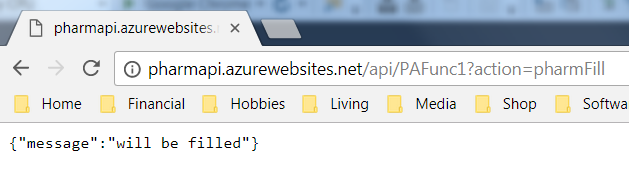 pharmapi.azurewebsites.
pharmapi.azurewebsites.net/api/PAFunc1?action=pharmFill
Home Financial Hobbies Living Media Shop Softwa
{"message":"will be filled"}